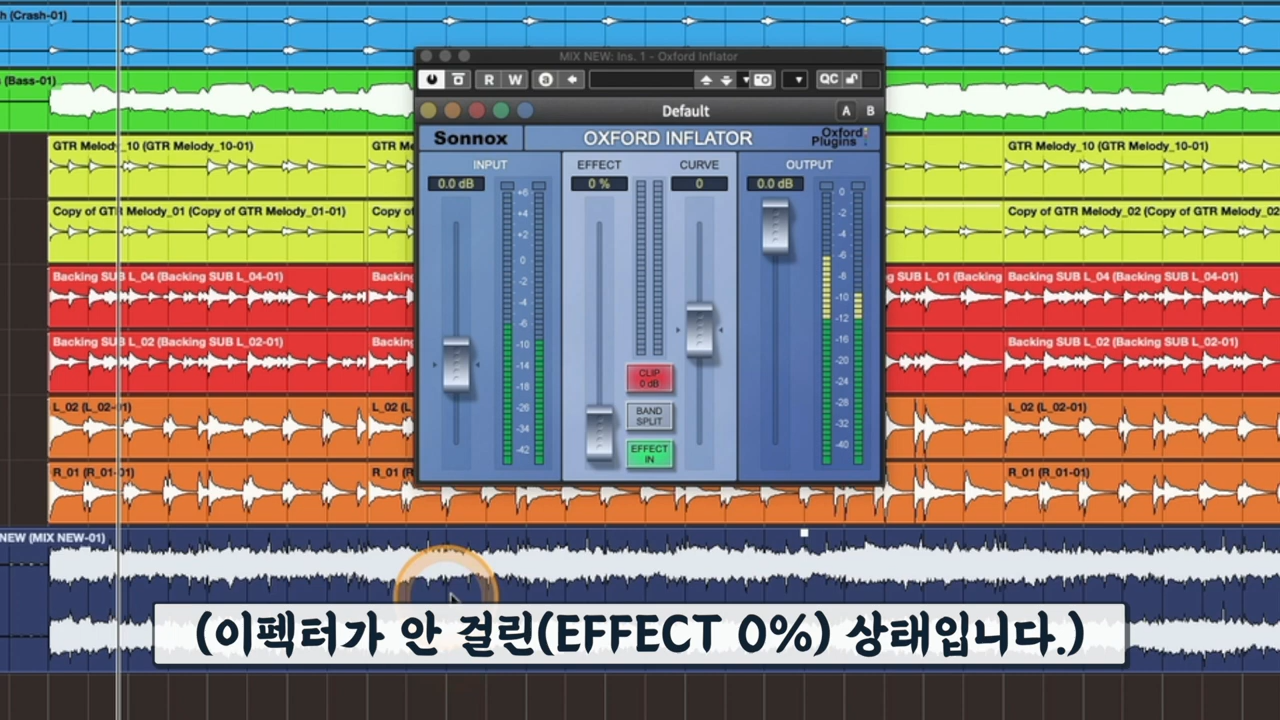 h (Crash-01)
MIX NEW: Ins. 1 - Oxford Inflator
(Bass-01)
R W QC
Default A B
Sonnox OXFORD INFLATOR Oxford Plugins
INPUT EFFECT CURVE OUTPUT
0.0 dB 0 % 0 0.0 dB
+6
+4
+2
0
-2
-4
-6
-10
-14
-18
-26
-34
-42
CLIP
0 dB
BAND
SPLIT
EFFECT
IN
0
-2
-4
-6
-8
-10
-12
-16
-20
-24
-28
-32
-40
GTR Melody_10 (GTR Melody_10-01) GTR Me GTR Melody_10 (GTR Melody_10-01)
Copy of GTR Melody_01 (Copy of GTR Melody_01-01) Copy o Copy of GTR Melody_02 (Copy of GTR Melody_02
Backing SUB L_04 (Backing SUB L_04-01) Backing g SUB L_01 (Backing Backing SUB L_04 (Backing SUB L_04-01)
Backing SUB L_02 (Backing SUB L_02-01) Backing Backing SUB L_02 (Backing SUB L_02-01)
L_02 (L_02-01) L_02 (L L_02 (L_02-01)
R_01 (R_01-01) R_01 (R R_01 (R_01-01)
NEW (MIX NEW-01)
(이펙터가 안 걸린(EFFECT 0%) 상태입니다.)